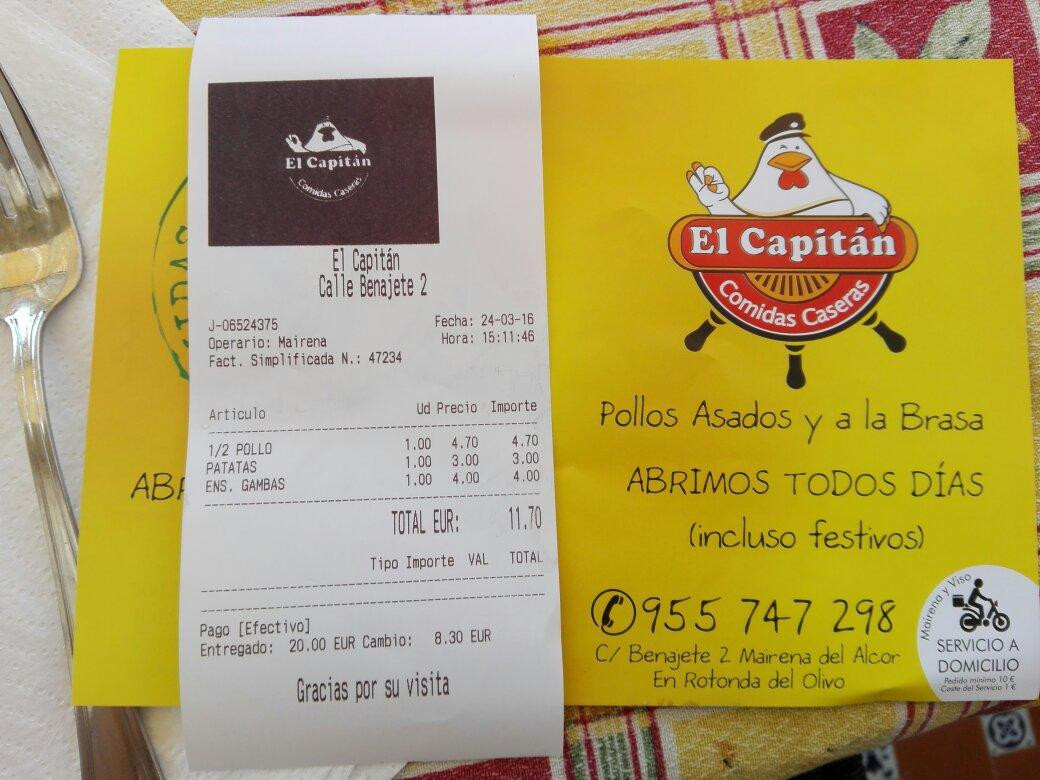 El Capitán
Comidas Caseras
El Capitán
Calle Benajete 2
J-06524375 Fecha: 24-03-16
Operario: Mairena Hora: 15:11:46
Fact. Simplificada N.: 47234
Articulo Ud Precio Importe
1/2 POLLO 1.00 4.70 4.70
PATATAS 1.00 3.00 3.00
ENS. GAMBAS 1.00 4.00 4.00
TOTAL EUR: 11.70
Tipo Importe VAL TOTAL
Pago [Efectivo]
Entregado: 20.00 EUR Cambio: 8.30 EUR
Gracias por su visita
El Capitán
Comidas Caseras
Pollos Asados y a la Brasa
ABRIMOS TODOS DÍAS
(incluso festivos)
955 747 298
C/ Benajete 2 Mairena del Alcor
En Rotonda del Olivo
Mairena y Viso
SERVICIO A
DOMICILIO
Pedido mínimo 10 €
Coste del Servicio 1 €